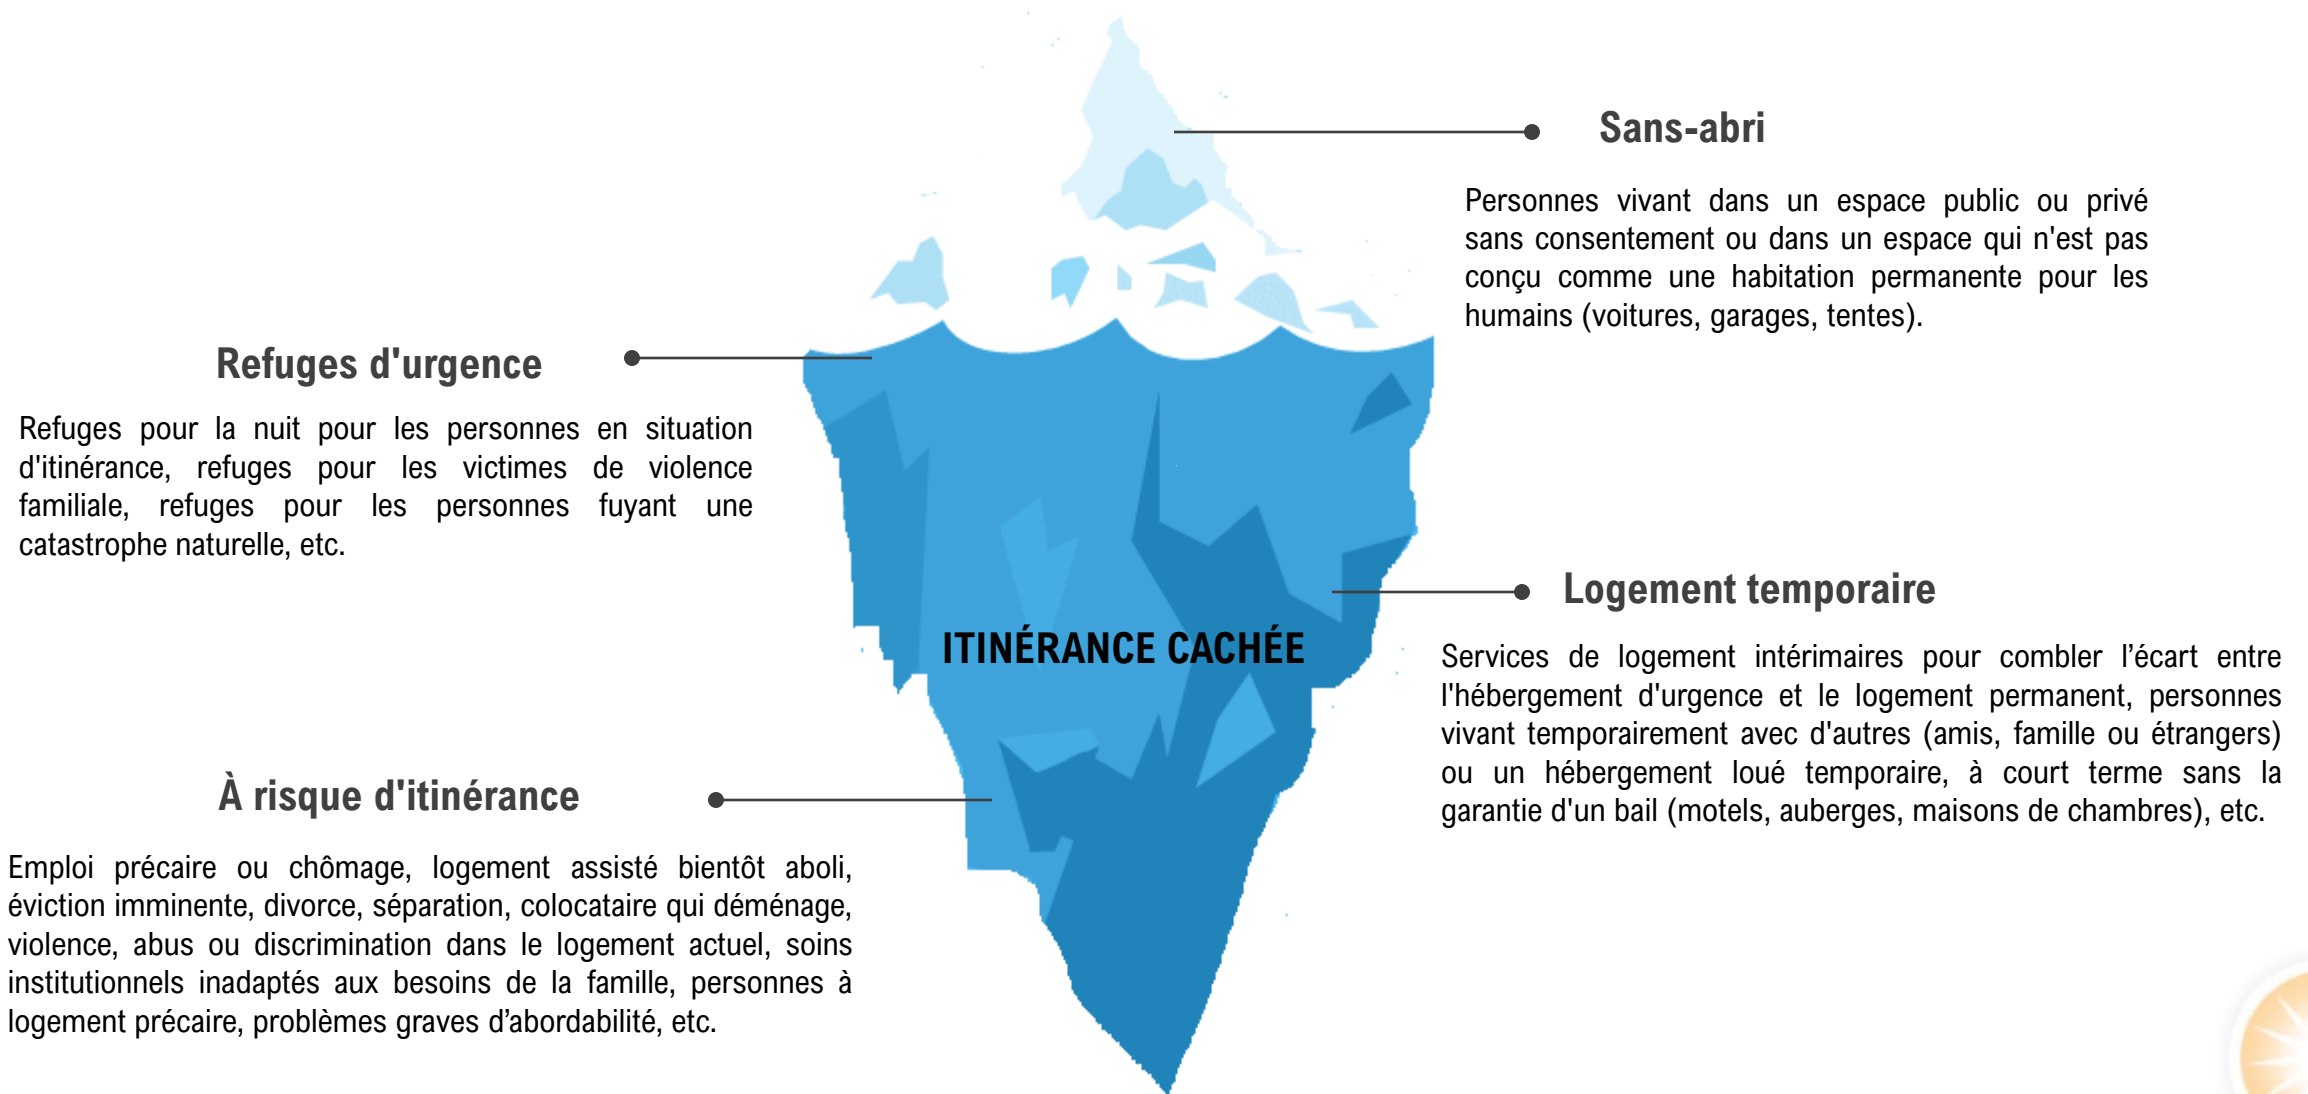 Sans-abri
Personnes vivant dans un espace public ou privé
sans consentement ou dans un espace qui n'est pas
conçu comme une habitation permanente pour les
humains (voitures, garages, tentes).
Refuges d'urgence
Refuges pour la nuit pour les personnes en situation
d'itinérance, refuges pour les victimes de violence
familiale, refuges pour les personnes fuyant une
catastrophe naturelle, etc.
ITINÉRANCE CACHÉE
Logement temporaire
Services de logement intérimaires pour combler l’écart entre
l'hébergement d'urgence et le logement permanent, personnes
vivant temporairement avec d'autres (amis, famille ou étrangers)
ou un hébergement loué temporaire, à court terme sans la
garantie d'un bail (motels, auberges, maisons de chambres), etc.
À risque d'itinérance
Emploi précaire ou chômage, logement assisté bientôt aboli,
éviction imminente, divorce, séparation, colocataire qui déménage,
violence, abus ou discrimination dans le logement actuel, soins
institutionnels inadaptés aux besoins de la famille, personnes à
logement précaire, problèmes graves d’abordabilité, etc.